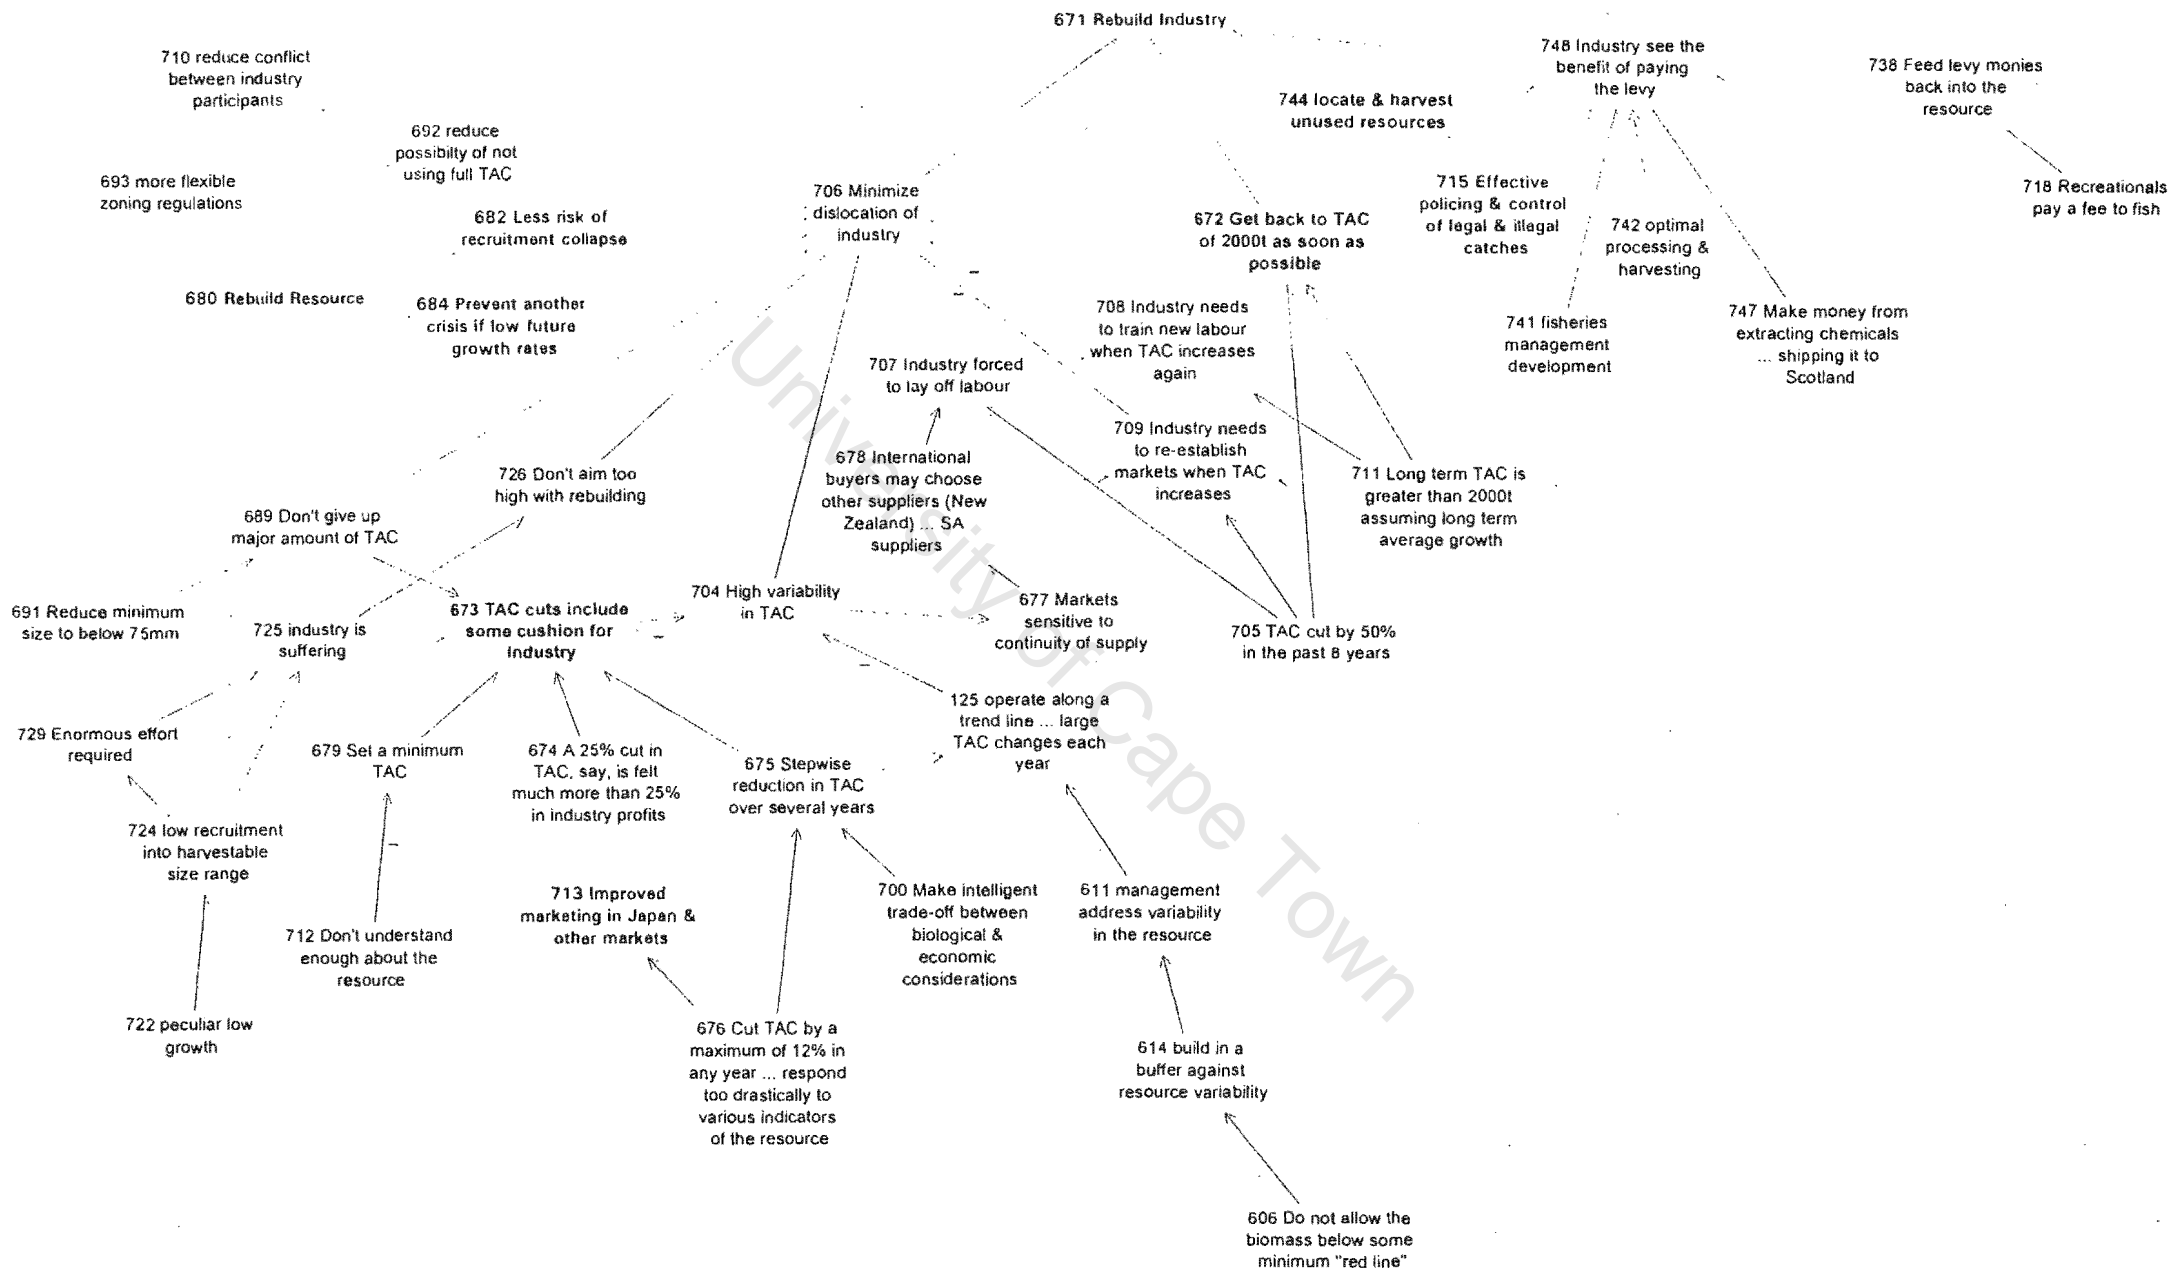 671 Rebuild Industry
710 reduce conflict
between industry
participants
748 Industry see the
benefit of paying
the levy
738 Feed levy monies
back into the
resource
744 locate & harvest
unused resources
692 reduce
possibilty of not
using full TAC
693 more flexible
zoning regulations
706 Minimize
dislocation of
industry
715 Effective
policing & control
of legal & illegal
catches
718 Recreationals
pay a fee to fish
682 Less risk of
recruitment collapse
672 Get back to TAC
of 2000t as soon as
possible
742 optimal
processing &
harvesting
680 Rebuild Resource
684 Prevent another
crisis if low future
growth rates
708 Industry needs
to train new labour
when TAC increases
again
741 fisheries
management
development
747 Make money from
extracting chemicals
... shipping it to
Scotland
707 Industry forced
to lay off labour
709 Industry needs
to re-establish
markets when TAC
increases
678 International
buyers may choose
other suppliers (New
Zealand) ... SA
suppliers
726 Don't aim too
high with rebuilding
711 Long term TAC is
greater than 2000t
assuming long term
average growth
689 Don't give up
major amount of TAC
691 Reduce minimum
size to below 75mm
725 industry is
suffering
673 TAC cuts include
some cushion for
Industry
704 High variability
in TAC
677 Markets
sensitive to
continuity of supply
705 TAC cut by 50%
in the past 8 years
125 operate along a
trend line ... large
TAC changes each
year
729 Enormous effort
required
679 Set a minimum
TAC
674 A 25% cut in
TAC, say, is felt
much more than 25%
in industry profits
675 Stepwise
reduction in TAC
over several years
724 low recruitment
into harvestable
size range
713 Improved
marketing in Japan &
other markets
700 Make intelligent
trade-off between
biological &
economic
considerations
611 management
address variability
in the resource
712 Don't understand
enough about the
resource
722 peculiar low
growth
676 Cut TAC by a
maximum of 12% in
any year ... respond
too drastically to
various indicators
of the resource
614 build in a
buffer against
resource variability
606 Do not allow the
biomass below some
minimum "red line"
University of Cape Town